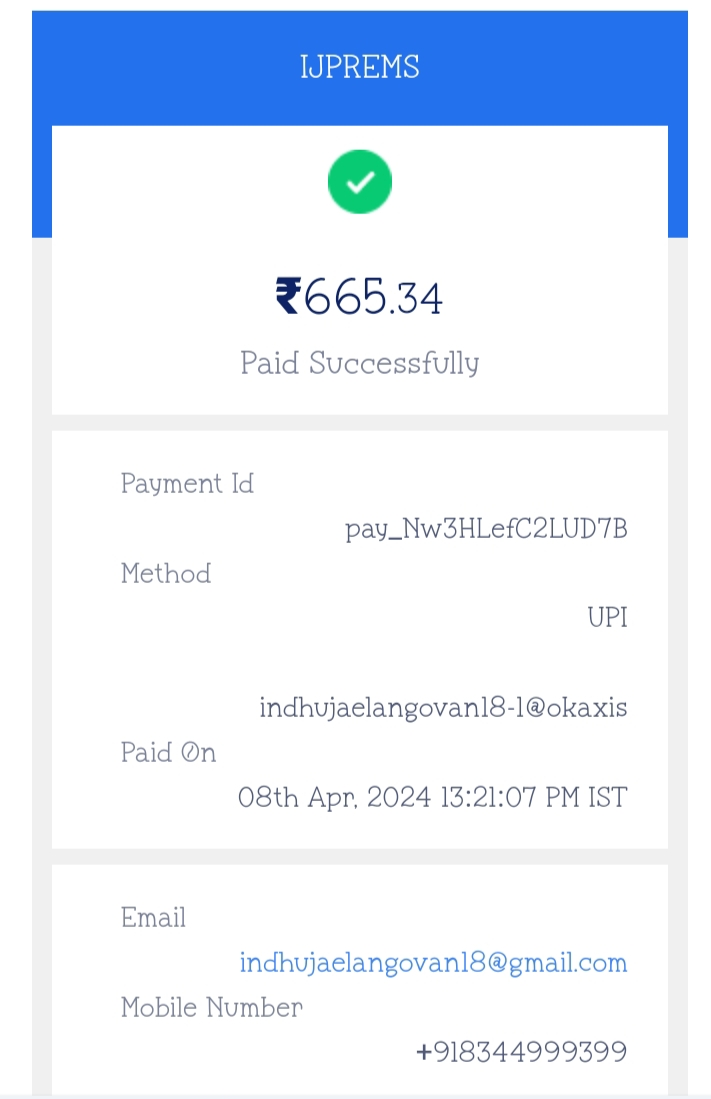 IJPREMS
₹665.34
Paid Successfully
Payment Id
pay_Nw3HLefC2LUD7B
Method
UPI
indhujaelangovan18-1@okaxis
Paid On
08th Apr, 2024 13:21:07 PM IST
Email
indhujaelangovan18@gmail.com
Mobile Number
+918344999399